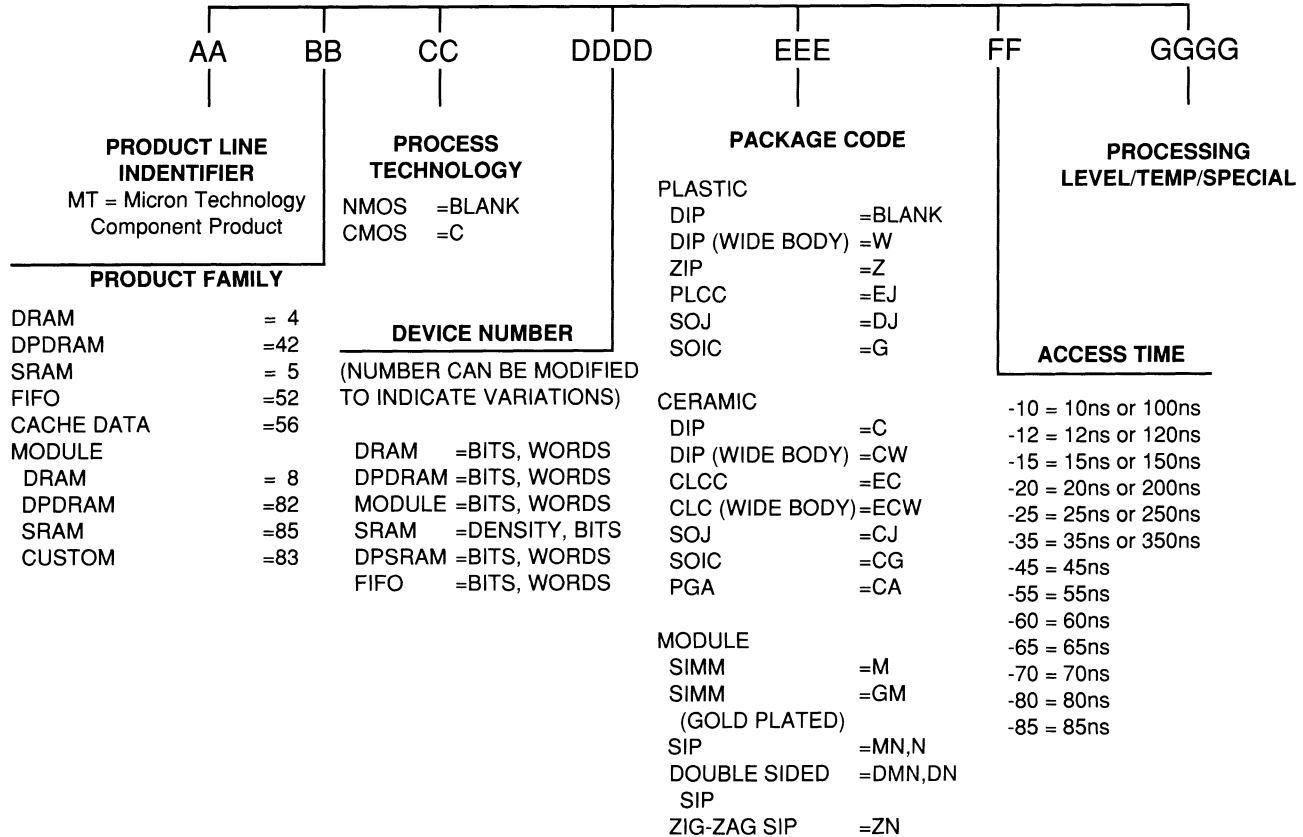 AA BB CC DDDD EEE FF GGGG
PRODUCT LINE
INDENTIFIER
MT = Micron Technology
Component Product
PRODUCT FAMILY
DRAM = 4
DPDRAM =42
SRAM = 5
FIFO =52
CACHE DATA =56
MODULE
DRAM = 8
DPDRAM =82
SRAM =85
CUSTOM =83
PROCESS
TECHNOLOGY
NMOS =BLANK
CMOS =C
DEVICE NUMBER
(NUMBER CAN BE MODIFIED
TO INDICATE VARIATIONS)
DRAM =BITS, WORDS
DPDRAM =BITS, WORDS
MODULE =BITS, WORDS
SRAM =DENSITY, BITS
DPSRAM =BITS, WORDS
FIFO =BITS, WORDS
PACKAGE CODE
PLASTIC
DIP =BLANK
DIP (WIDE BODY) =W
ZIP =Z
PLCC =EJ
SOJ =DJ
SOIC =G
CERAMIC
DIP =C
DIP (WIDE BODY) =CW
CLCC =EC
CLC (WIDE BODY)=ECW
SOJ =CJ
SOIC =CG
PGA =CA
MODULE
SIMM =M
SIMM =GM
(GOLD PLATED)
SIP =MN,N
DOUBLE SIDED =DMN,DN
SIP
ZIG-ZAG SIP =ZN
ACCESS TIME
-10 = 10ns or 100ns
-12 = 12ns or 120ns
-15 = 15ns or 150ns
-20 = 20ns or 200ns
-25 = 25ns or 250ns
-35 = 35ns or 350ns
-45 = 45ns
-55 = 55ns
-60 = 60ns
-65 = 65ns
-70 = 70ns
-80 = 80ns
-85 = 85ns
PROCESSING
LEVEL/TEMP/SPECIAL